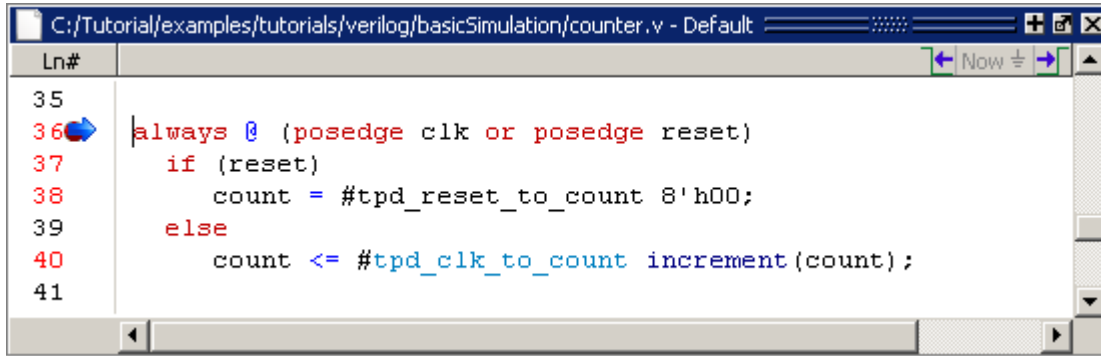 C:/Tutorial/examples/tutorials/verilog/basicSimulation/counter.v - Default
Ln# Now
35
36 always @ (posedge clk or posedge reset)
37 if (reset)
38 count = #tpd_reset_to_count 8'h00;
39 else
40 count <= #tpd_clk_to_count increment(count);
41